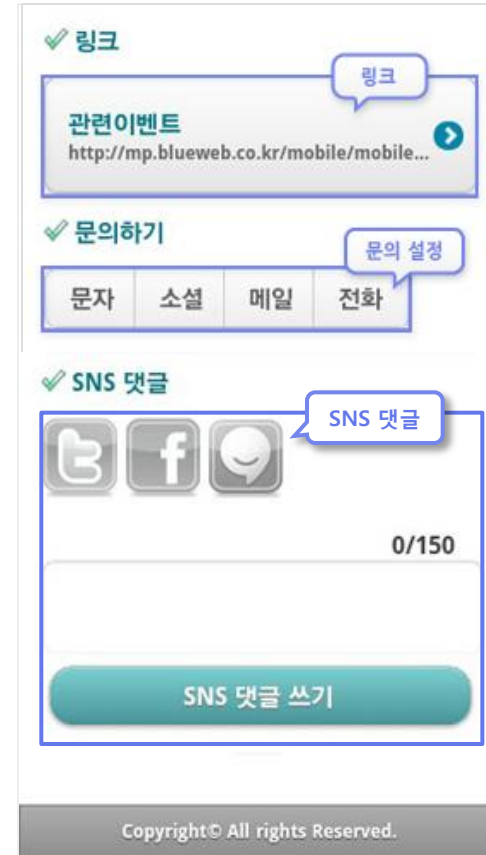 링크
링크
관련이벤트
http://mp.blueweb.co.kr/mobile/mobile...
문의하기
문의 설정
문자 소셜 메일 전화
SNS 댓글
SNS 댓글
0/150
SNS 댓글 쓰기
Copyright© All rights Reserved.